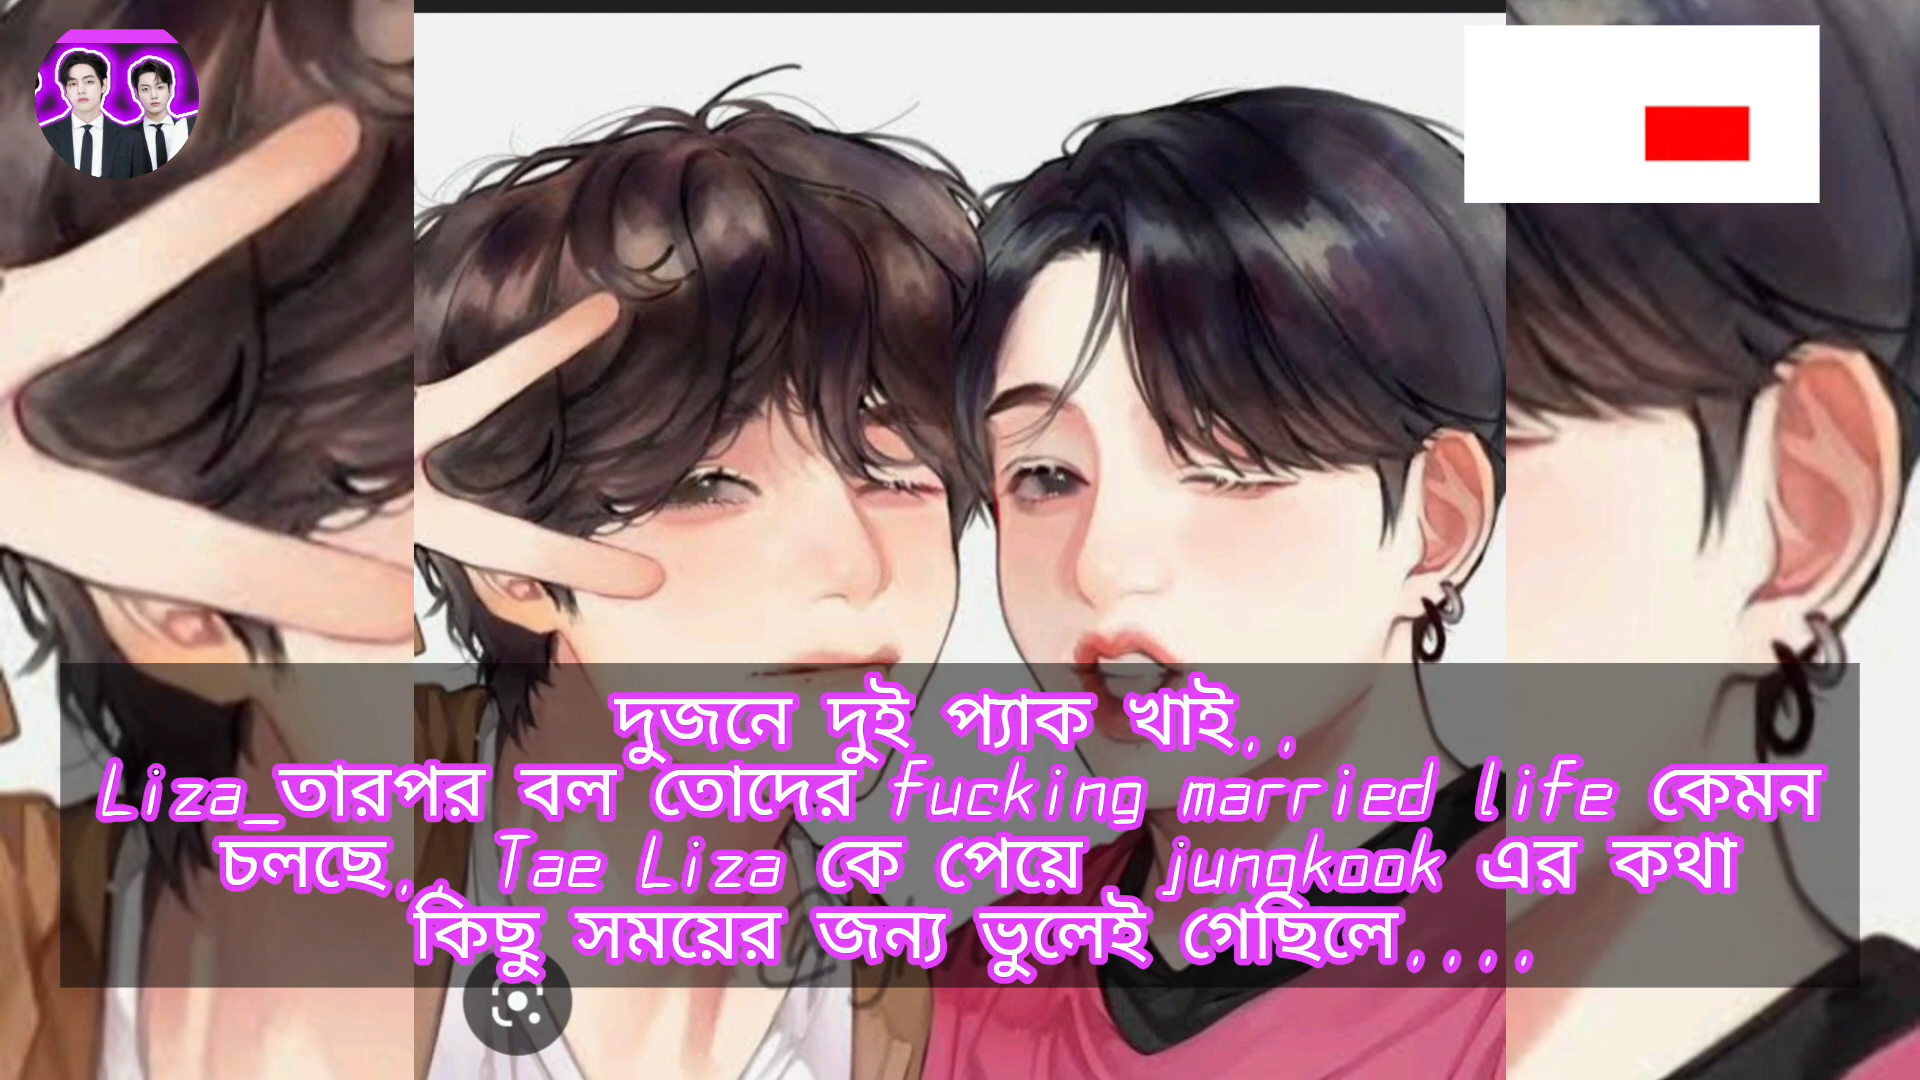 দুজনে দুই প্যাক খাই..
Liza_তারপর বল তোদের fucking married life কেমন
চলছে.. Tae Liza কে পেয়ে jungkook এর কথা
কিছু সময়ের জন্য ভুলেই গেছিলে....